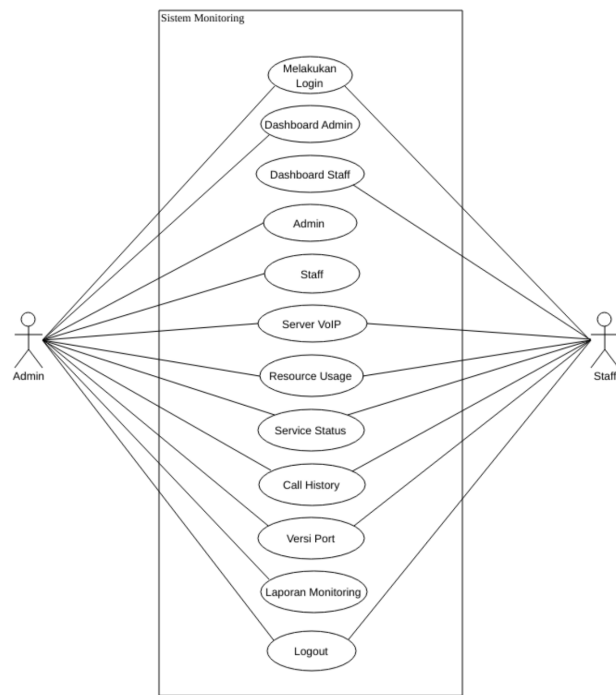 Sistem Monitoring
Melakukan
Login
Dashboard Admin
Dashboard Staff
Admin
Staff
Server VoIP
Resource Usage
Admin
Staff
Service Status
Call History
Versi Port
Laporan Monitoring
Logout